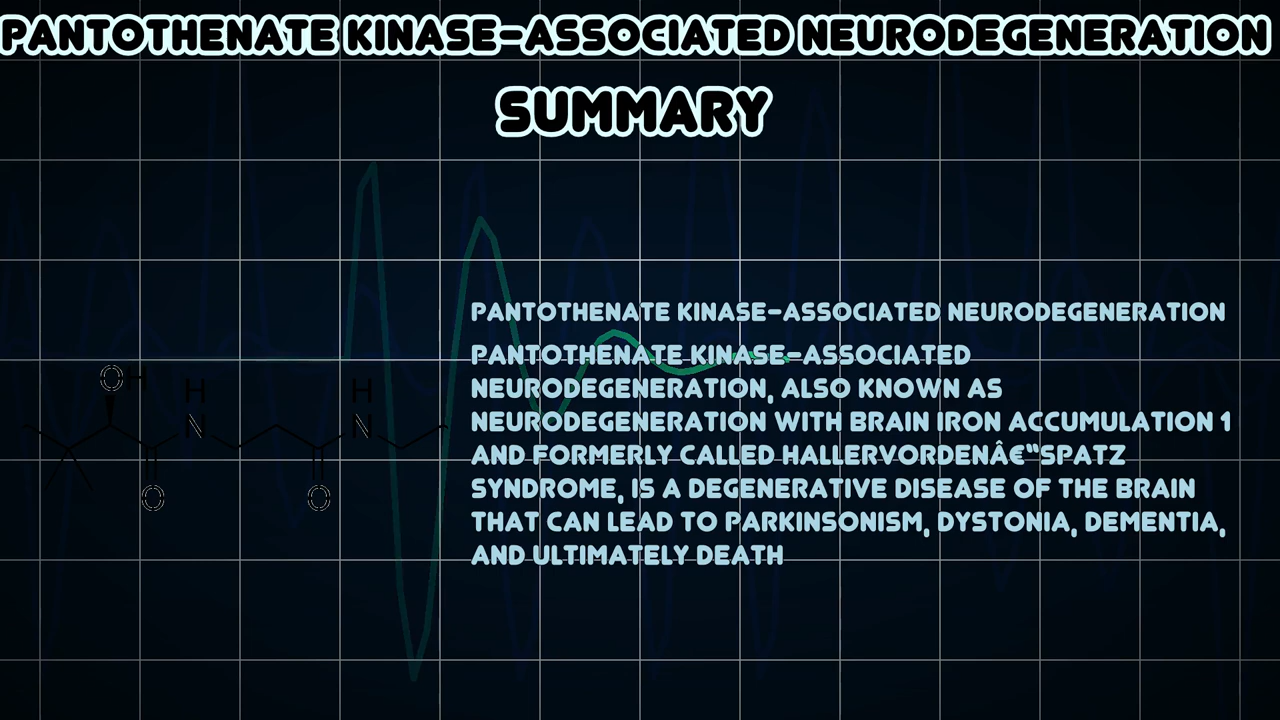 PANTOTHENATE KINASE-ASSOCIATED NEURODEGENERATION
SUMMARY
PANTOTHENATE KINASE-ASSOCIATED NEURODEGENERATION
PANTOTHENATE KINASE-ASSOCIATED
NEURODEGENERATION, ALSO KNOWN AS
NEURODEGENERATION WITH BRAIN IRON ACCUMULATION 1
AND FORMERLY CALLED HALLERVORDENÂ€“SPATZ
SYNDROME, IS A DEGENERATIVE DISEASE OF THE BRAIN
THAT CAN LEAD TO PARKINSONISM, DYSTONIA, DEMENTIA,
AND ULTIMATELY DEATH
OH H H
N N
O O